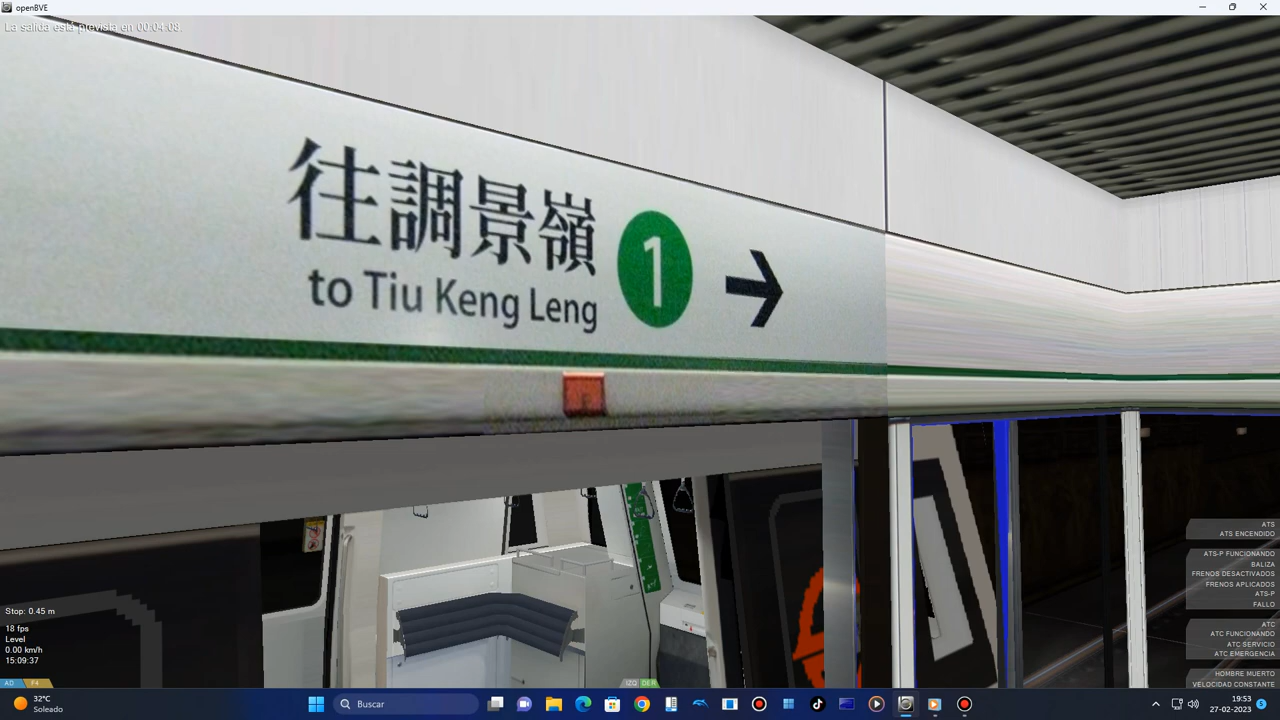 openBVE
La salida está prevista en 00:04:08.
往調景嶺
to Tiu Keng Leng
1
ATS
ATS ENCENDIDO
ATS-P FUNCIONANDO
BALIZA
FRENOS DESACTIVADOS
FRENOS APLICADOS
ATS-P
FALLO
ATC
ATC FUNCIONANDO
ATC SERVICIO
ATC EMERGENCIA
HOMBRE MUERTO
VELOCIDAD CONSTANTE
Stop: 0.45 m
18 fps
Level
0.00 km/h
15:09:37
AD. F4
IZQ DER
32°C
Soleado
Buscar
19:53
27-02-2023